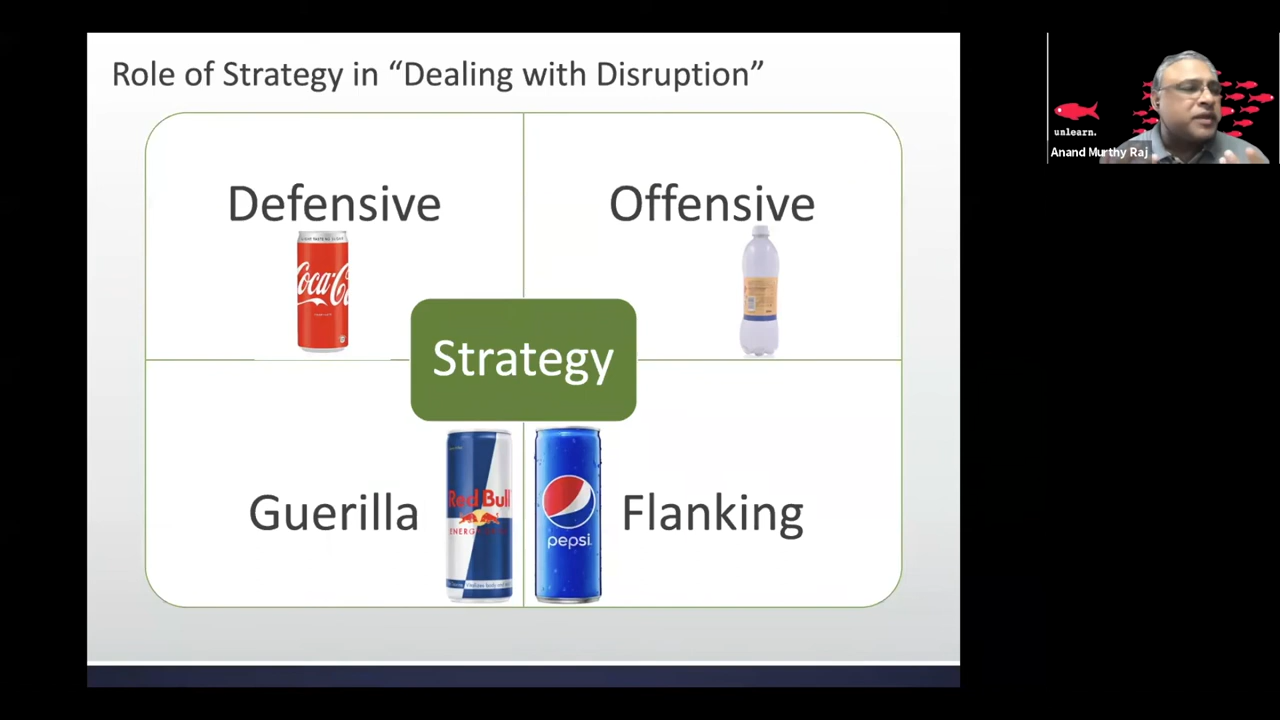 Role of Strategy in “Dealing with Disruption”
unlearn.
Anand Murthy Raj
Defensive
Offensive
Coca-Co
Strategy
Guerilla
Red Bull
pepsi
Flanking